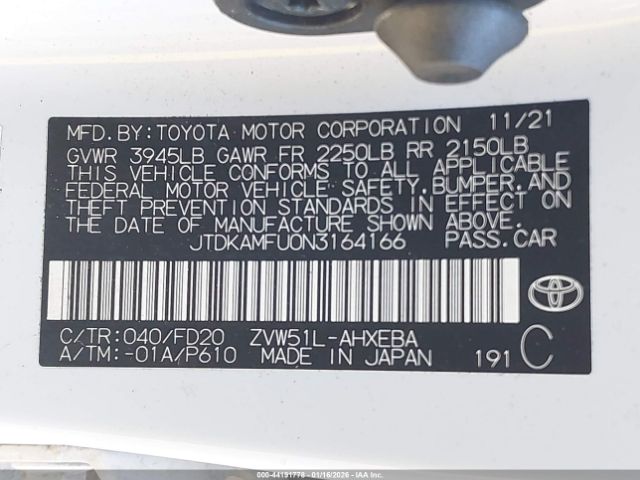 MFD.BY:TOYOTA MOTOR CORPORATION 11/21
GVWR 3945LB GAWR FR 2250LB RR 2150LB
THIS VEHICLE CONFORMS TO ALL APPLICABLE
FEDERAL MOTOR VEHICLE SAFETY,BUMPER,AND
THEFT PREVENTION STANDARDS IN EFFECT ON
THE DATE OF MANUFACTURE SHOWN ABOVE.
JTDKAMFU0N3164166 PASS.CAR
C/TR:040/FD20 ZVW51L-AHXEBA
A/TM:-01A/P610 MADE IN JAPAN 191 C
000-44191778 - 01/16/2026 - IAAHC